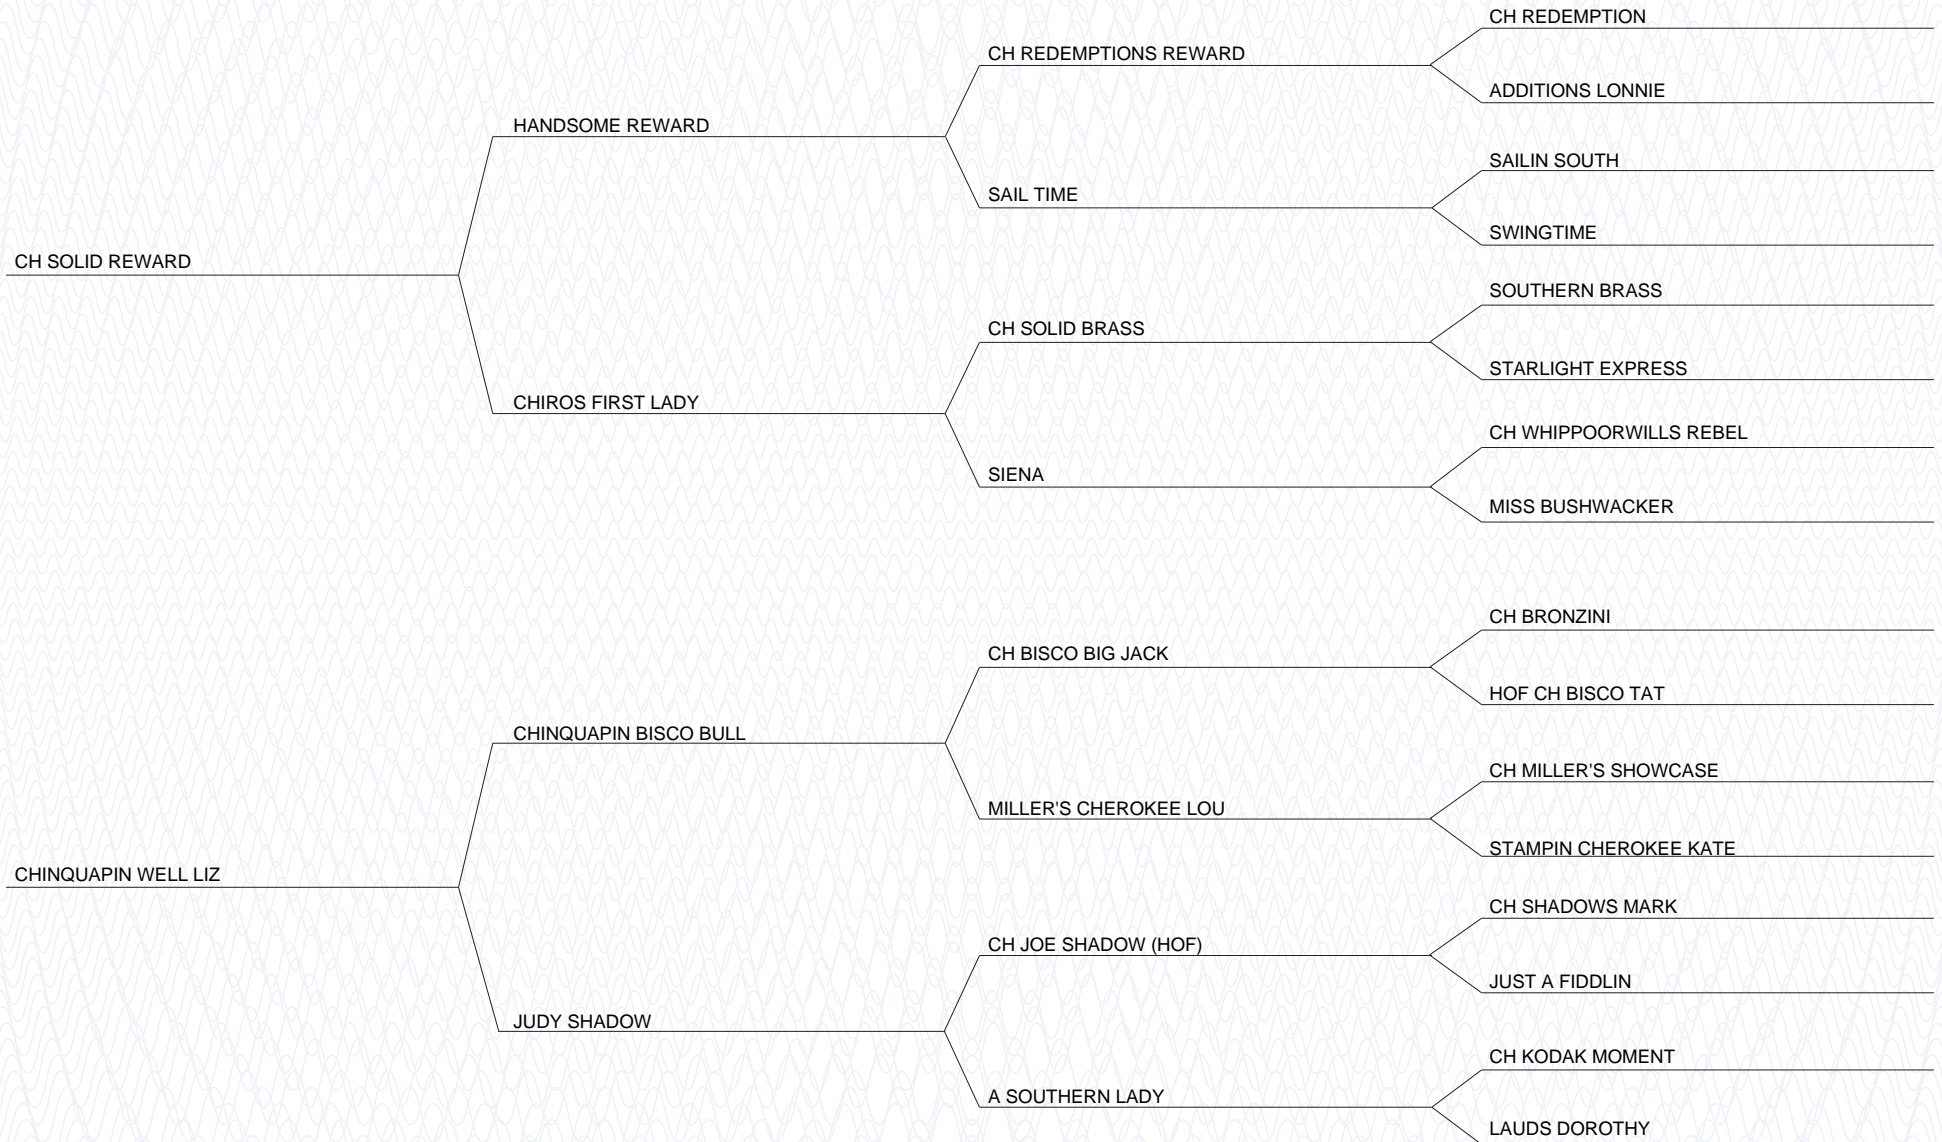 CH REDEMPTION
CH REDEMPTIONS REWARD
ADDITIONS LONNIE
HANDSOME REWARD
SAILIN SOUTH
SAIL TIME
SWINGTIME
CH SOLID REWARD
SOUTHERN BRASS
CH SOLID BRASS
STARLIGHT EXPRESS
CHIROS FIRST LADY
CH WHIPPOORWILLS REBEL
SIENA
MISS BUSHWACKER
CH BRONZINI
CH BISCO BIG JACK
HOF CH BISCO TAT
CHINQUAPIN BISCO BULL
CH MILLER'S SHOWCASE
MILLER'S CHEROKEE LOU
STAMPIN CHEROKEE KATE
CHINQUAPIN WELL LIZ
CH SHADOWS MARK
CH JOE SHADOW (HOF)
JUST A FIDDLIN
JUDY SHADOW
CH KODAK MOMENT
A SOUTHERN LADY
LAUDS DOROTHY